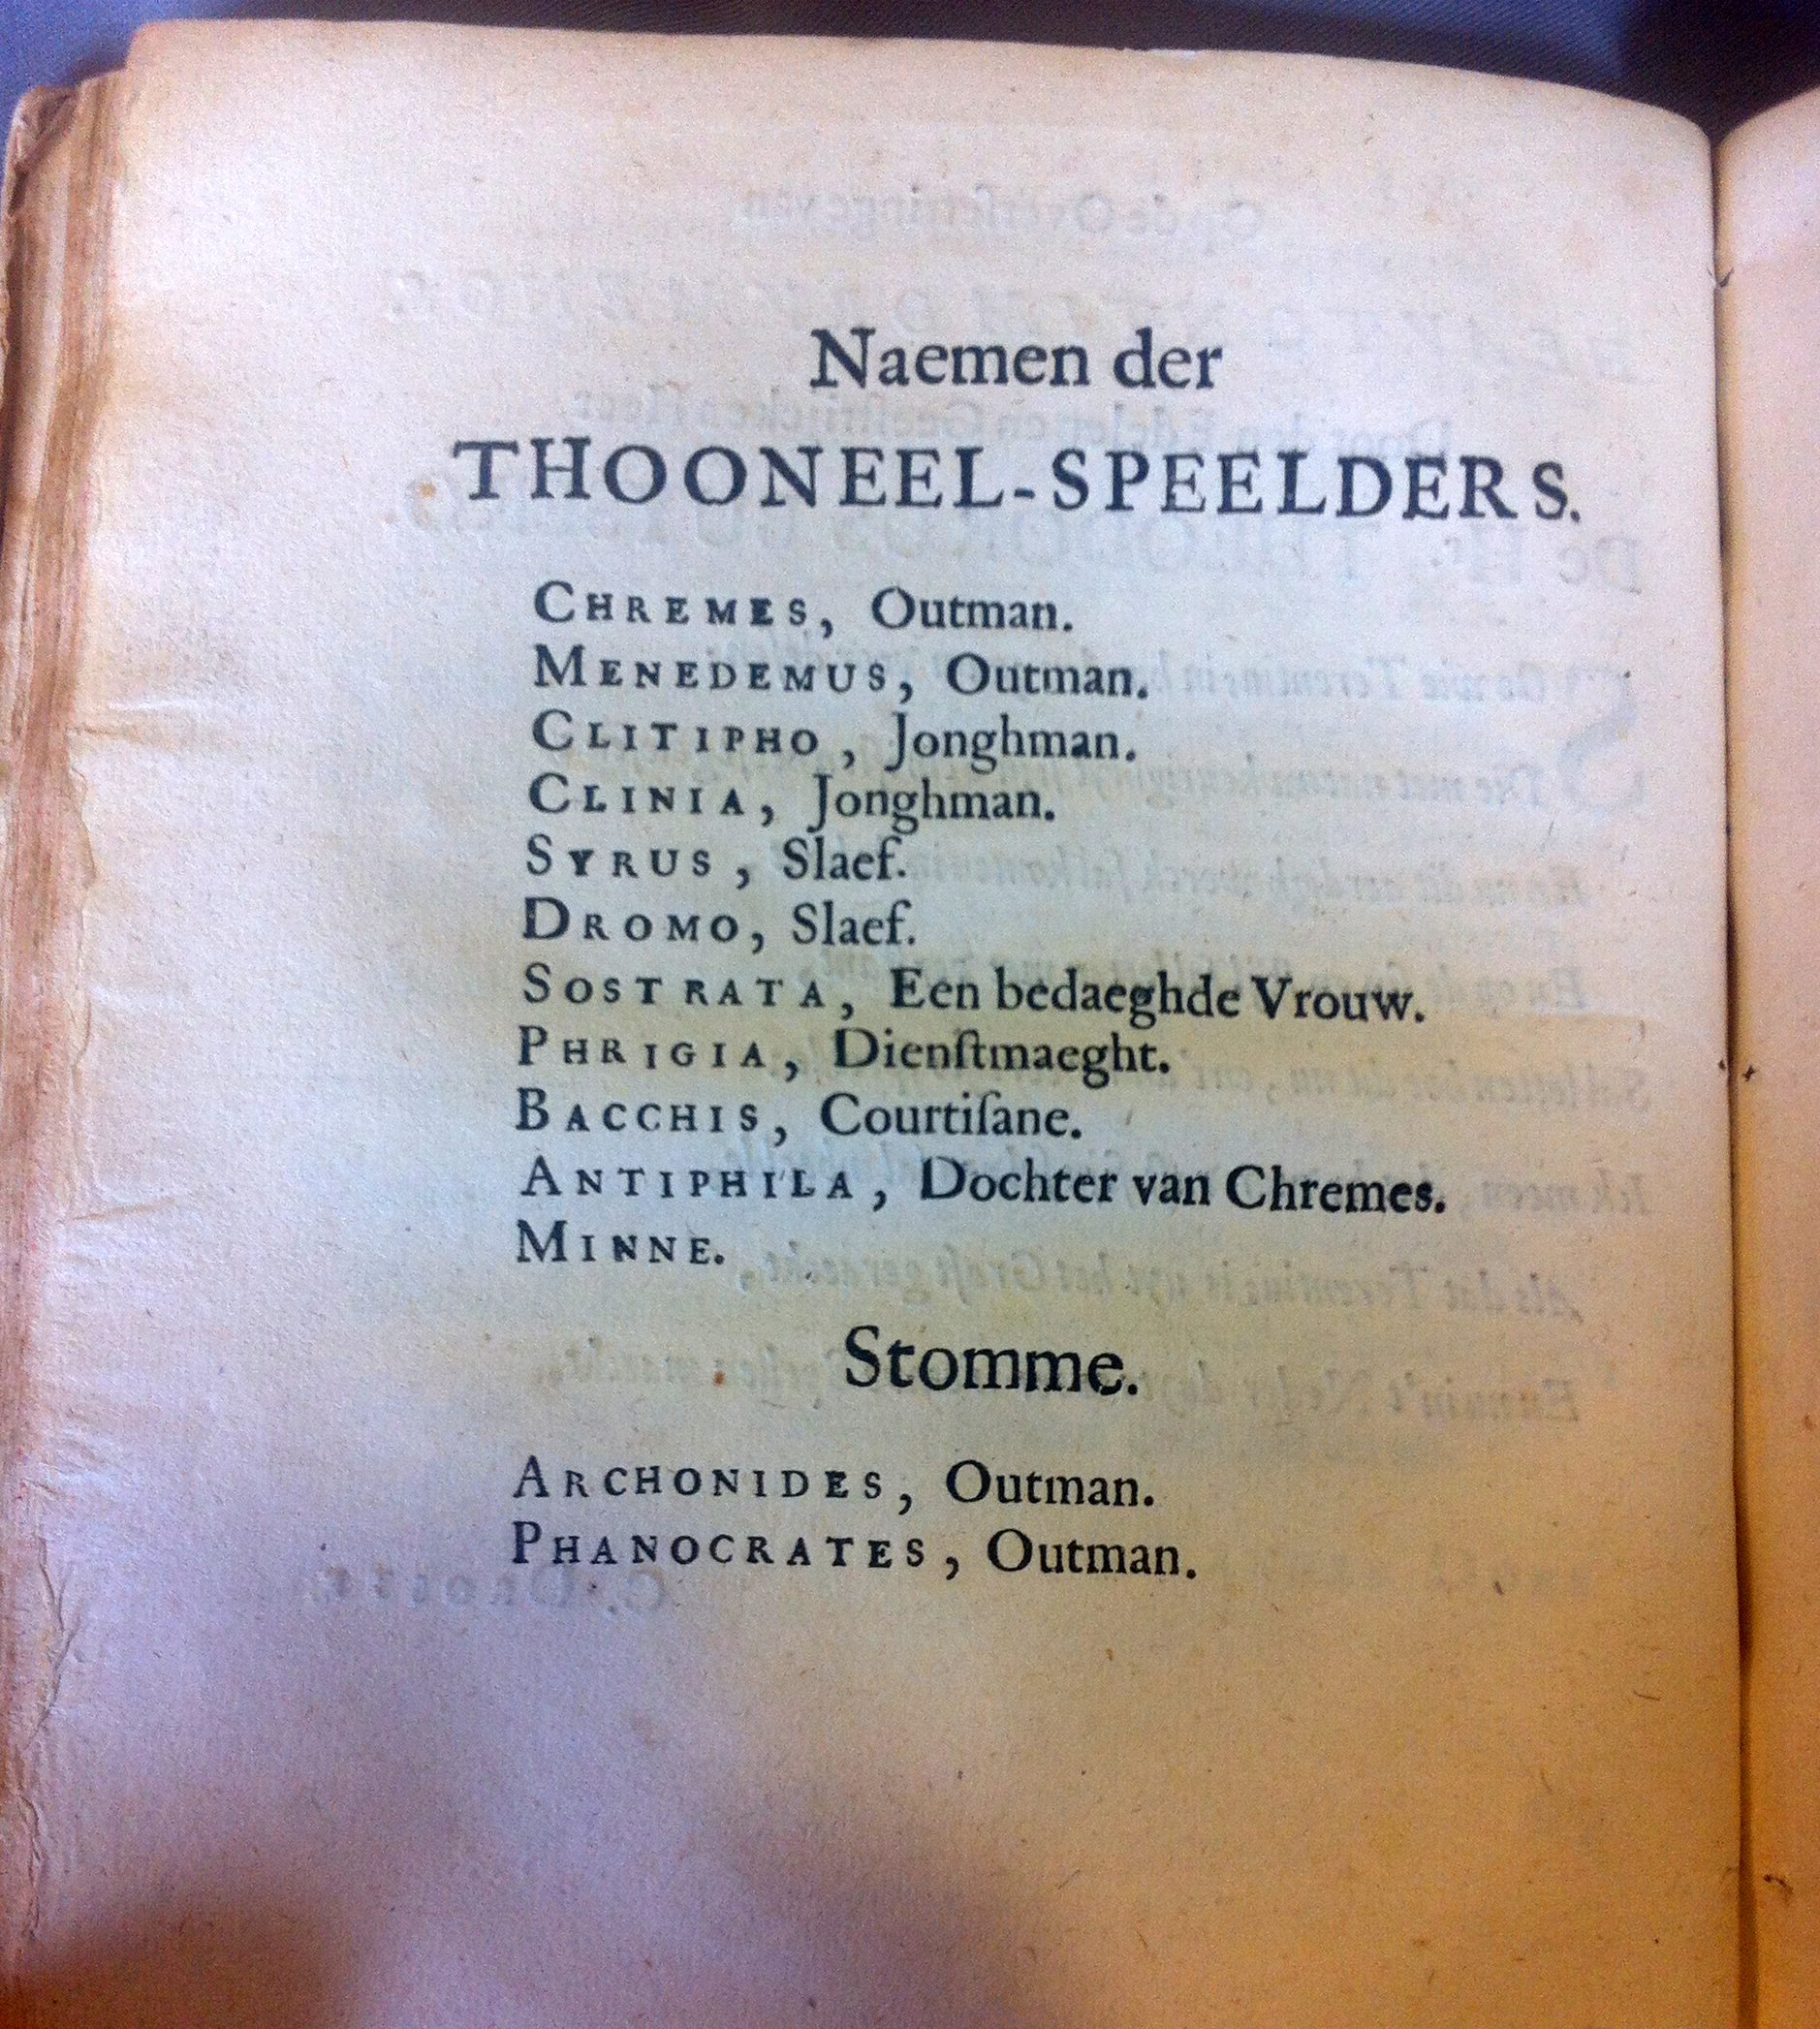 Naemen der
THOONEEL-SPEELDERS.
CHREMES, Outman.
MENEDEMUS, Outman.
CLITIPHO, Jonghman.
CLINIA, Jonghman.
SYRUS, Slaef.
DROMO, Slaef.
SOSTRATA, Een bedaeghde Vrouw.
PHRIGIA, Dienſtmaeght.
BACCHIS, Courtiſane.
ANTIPHILA, Dochter van Chremes.
MINNE.
Stomme.
ARCHONIDES, Outman.
PHANOCRATES, Outman.